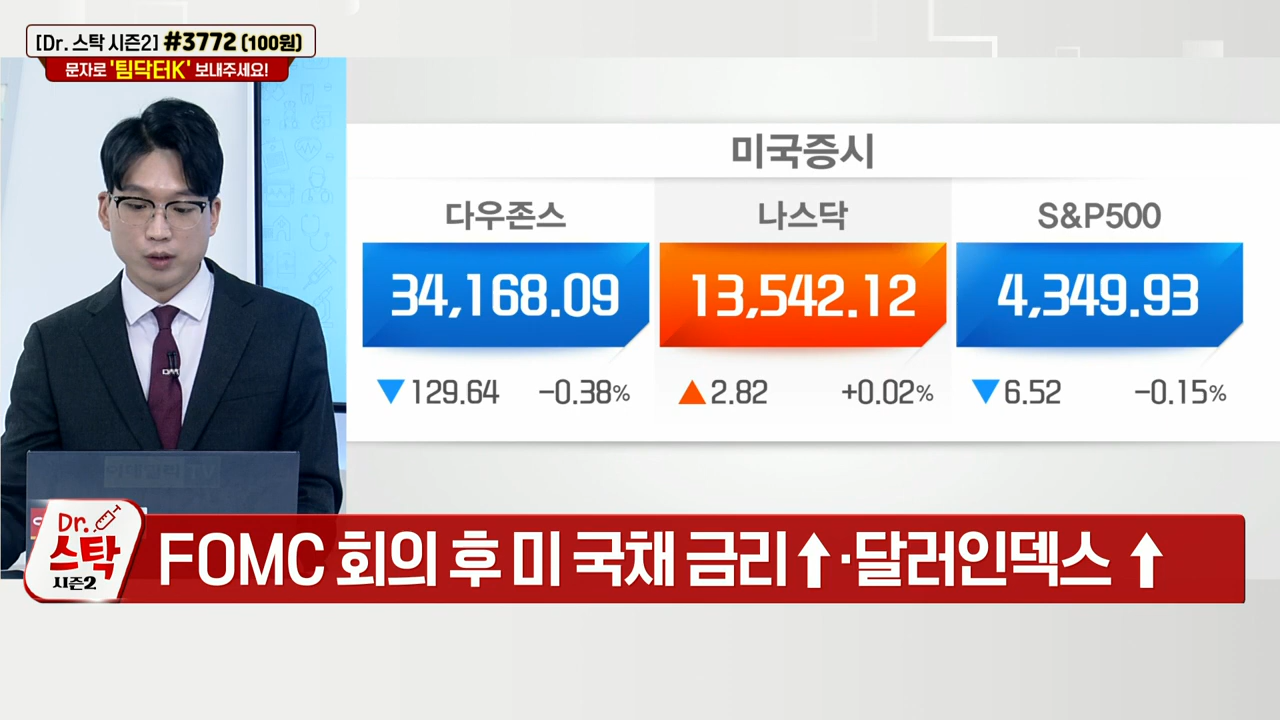 [Dr. 스탁 시즌2] #3772 (100원)
문자로 '팀닥터K' 보내주세요!
미국증시
다우존스
나스닥
S&P500
34,168.09
13,542.12
4,349.93
▼129.64 -0.38%
▲2.82 +0.02%
▼6.52 -0.15%
Dr.
스탁
시즌2
FOMC 회의 후 미 국채 금리↑·달러인덱스 ↑